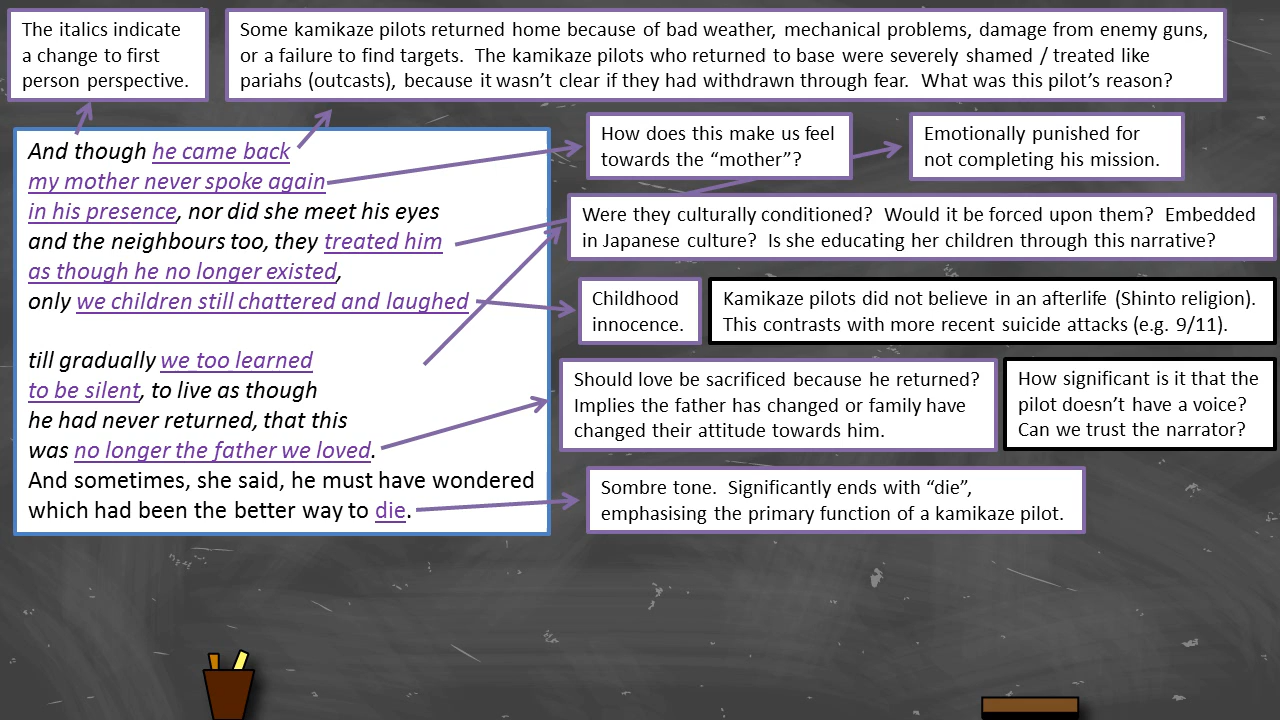 The italics indicate
a change to first
person perspective.
Some kamikaze pilots returned home because of bad weather, mechanical problems, damage from enemy guns,
or a failure to find targets.  The kamikaze pilots who returned to base were severely shamed / treated like
pariahs (outcasts), because it wasn’t clear if they had withdrawn through fear.  What was this pilot’s reason?
And though he came back
my mother never spoke again
in his presence, nor did she meet his eyes
and the neighbours too, they treated him
as though he no longer existed,
only we children still chattered and laughed
till gradually we too learned
to be silent, to live as though
he had never returned, that this
was no longer the father we loved.
And sometimes, she said, he must have wondered
which had been the better way to die.
How does this make us feel
towards the “mother”?
Emotionally punished for
not completing his mission.
Were they culturally conditioned?  Would it be forced upon them?  Embedded
in Japanese culture?  Is she educating her children through this narrative?
Childhood
innocence.
Kamikaze pilots did not believe in an afterlife (Shinto religion).
This contrasts with more recent suicide attacks (e.g. 9/11).
Should love be sacrificed because he returned?
Implies the father has changed or family have
changed their attitude towards him.
How significant is it that the
pilot doesn’t have a voice?
Can we trust the narrator?
Sombre tone.  Significantly ends with “die”,
emphasising the primary function of a kamikaze pilot.